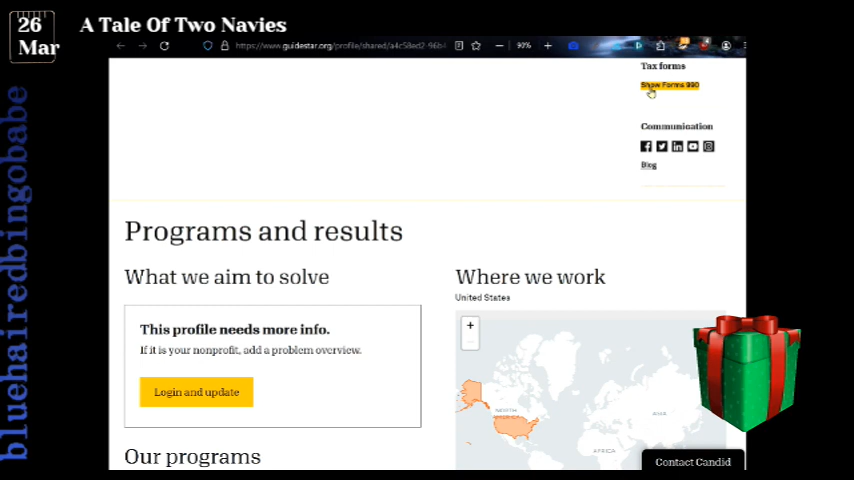 26
Mar
A Tale Of Two Navies
bluehairedbingobabe
https://www.guidestar.org/profile/shared/a4c58ed2-96b4-
90%
Tax forms
Show Forms 990
Communication
Blog
Programs and results
What we aim to solve
Where we work
United States
This profile needs more info.
If it is your nonprofit, add a problem overview.
Login and update
+
NORTH
AMERICA
ASIA
AFRICA
Our programs
Contact Candid